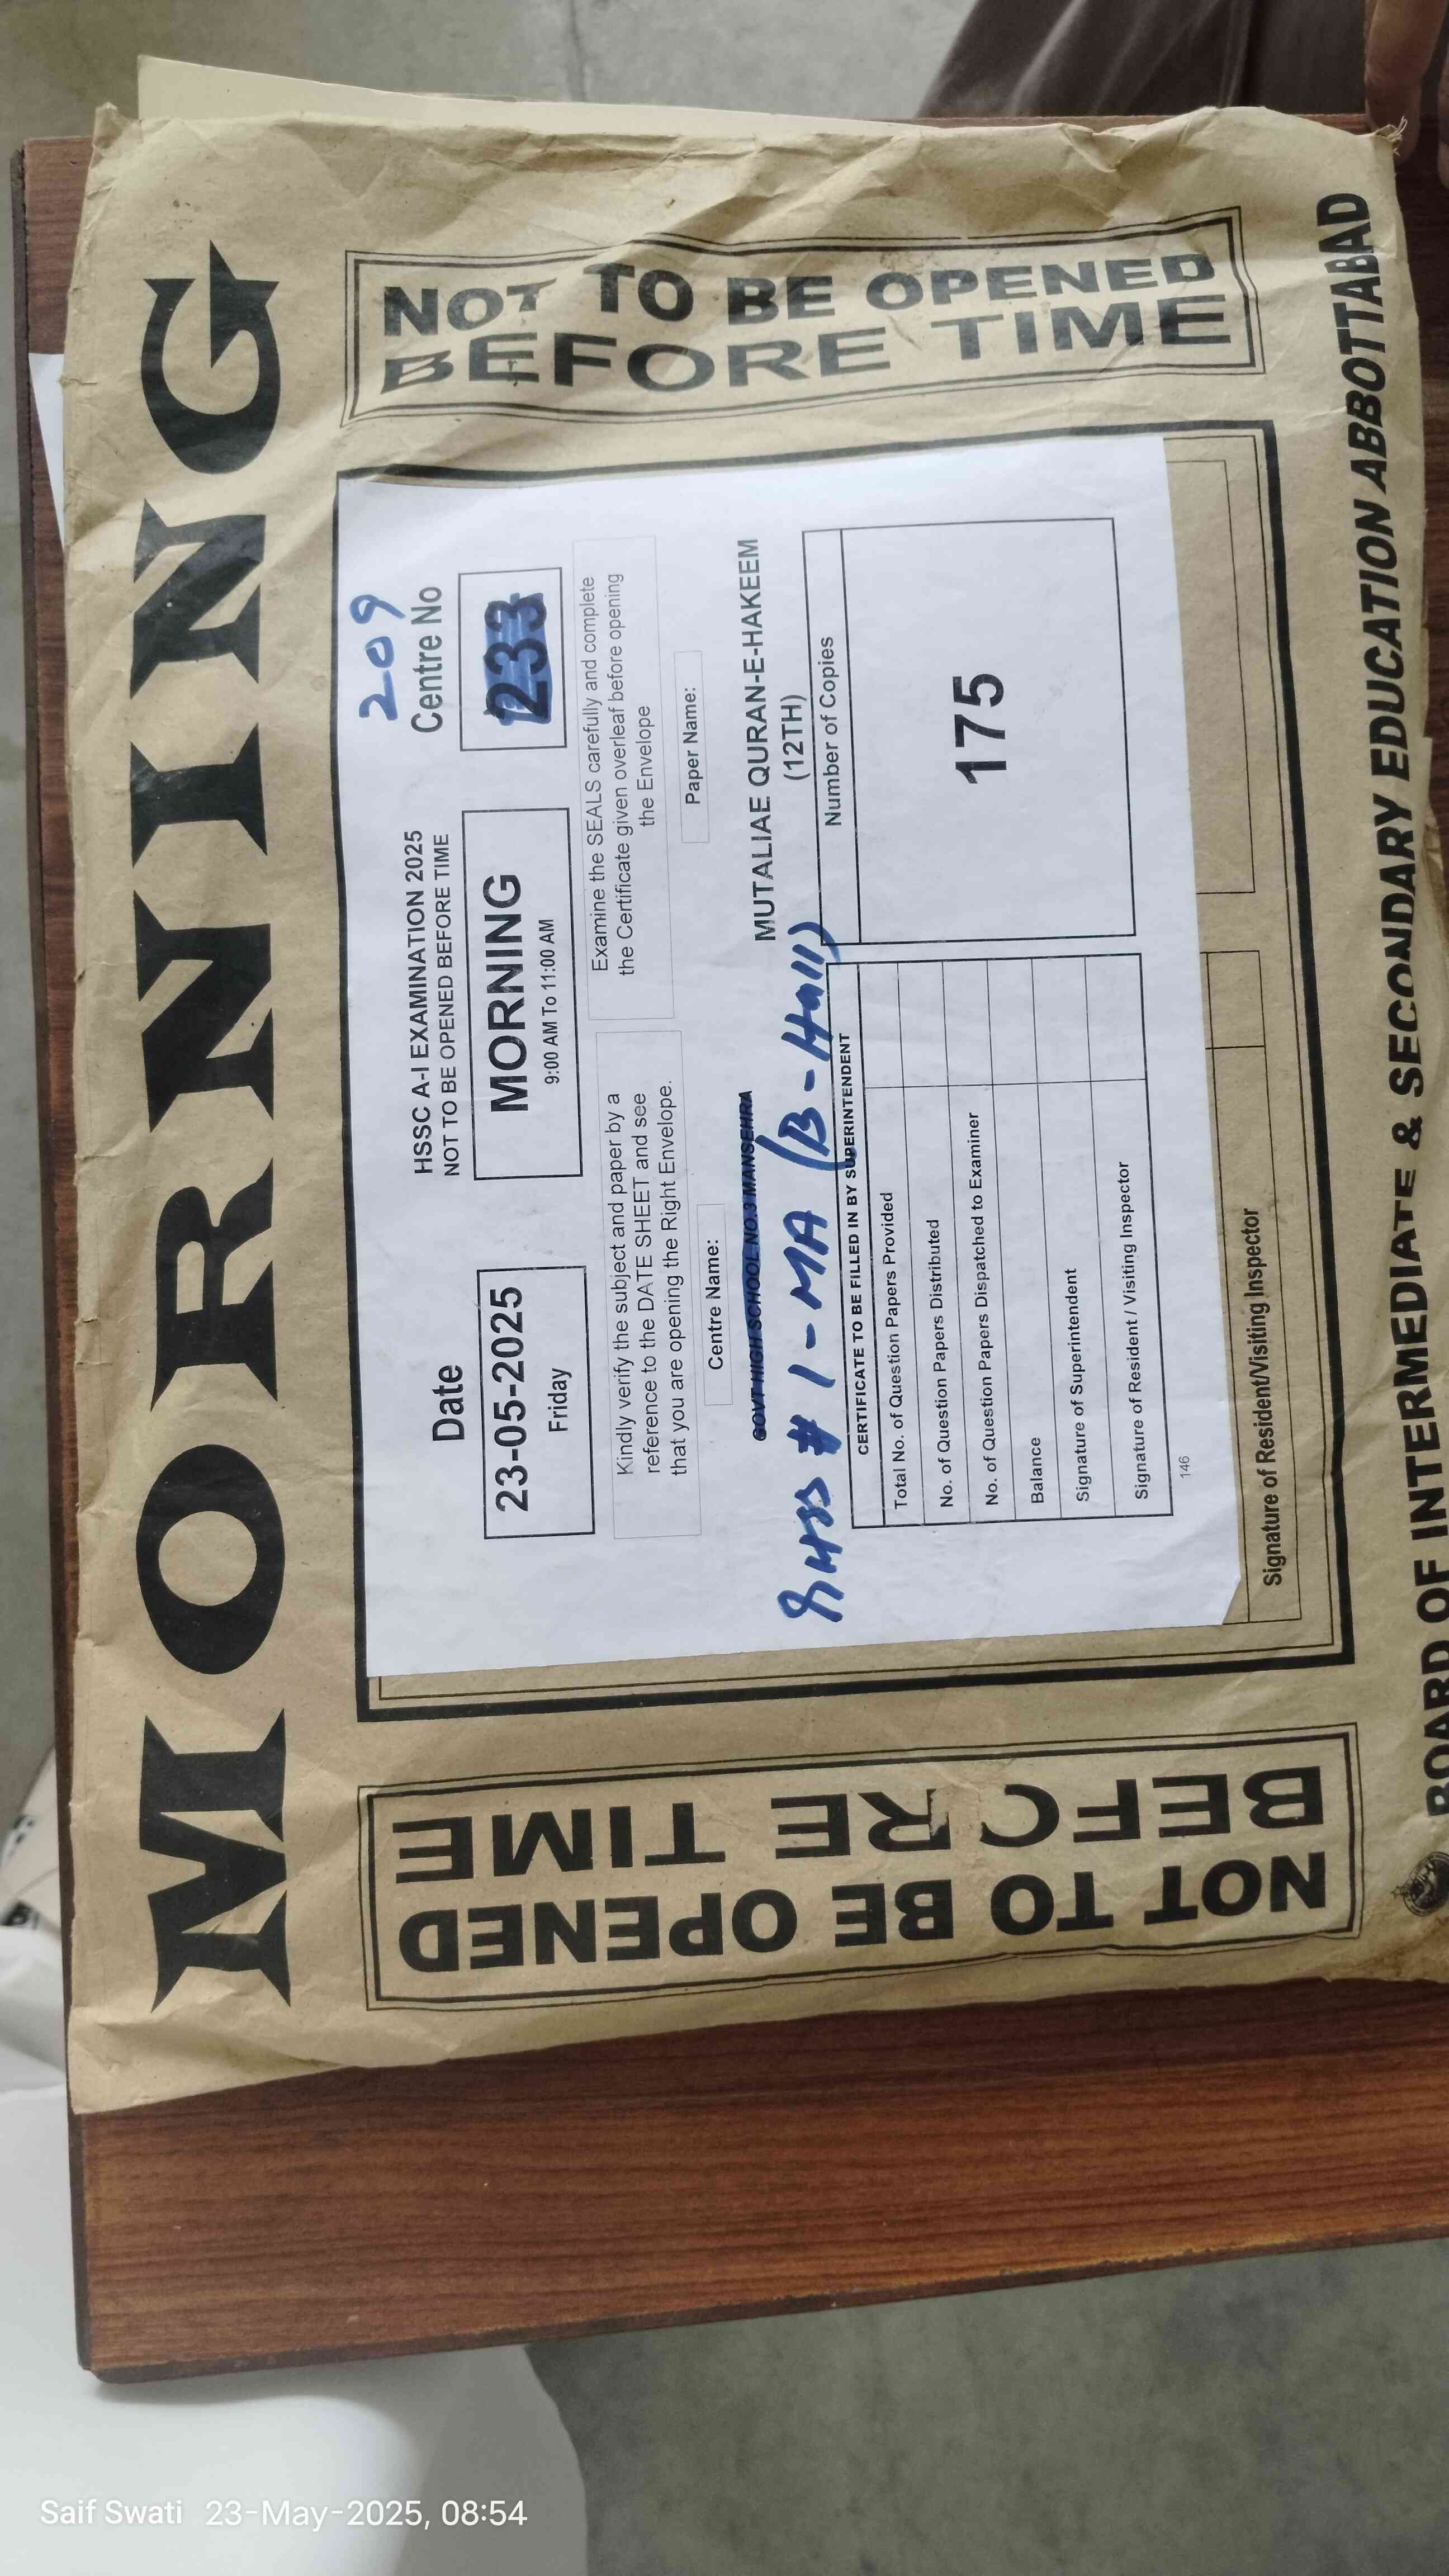 MORNING
NOT TO BE OPENED
BEFORE TIME
NOT TO BE OPENED
BEFORE TIME
209
Date
HSSC A-I EXAMINATION 2025
NOT TO BE OPENED BEFORE TIME
Centre No
23-05-2025
Friday
MORNING
9:00 AM To 11:00 AM
233
Kindly verify the subject and paper by a
reference to the DATE SHEET and see
that you are opening the Right Envelope.
Examine the SEALS carefully and complete
the Certificate given overleaf before opening
the Envelope
Centre Name:
Paper Name:
GOVT HIGH SCHOOL NO.3 MANSEHRA
MUTALIAE QURAN-E-HAKEEM
(12TH)
GHSS # 1 - MA (B-Hall)
CERTIFICATE TO BE FILLED IN BY SUPERINTENDENT
Total No. of Question Papers Provided
No. of Question Papers Distributed
No. of Question Papers Dispatched to Examiner
Balance
Signature of Superintendent
Signature of Resident / Visiting Inspector
Number of Copies
175
146
Signature of Resident/Visiting Inspector
BOARD OF INTERMEDIATE & SECONDARY EDUCATION ABBOTTABAD
Saif Swati 23-May-2025, 08:54